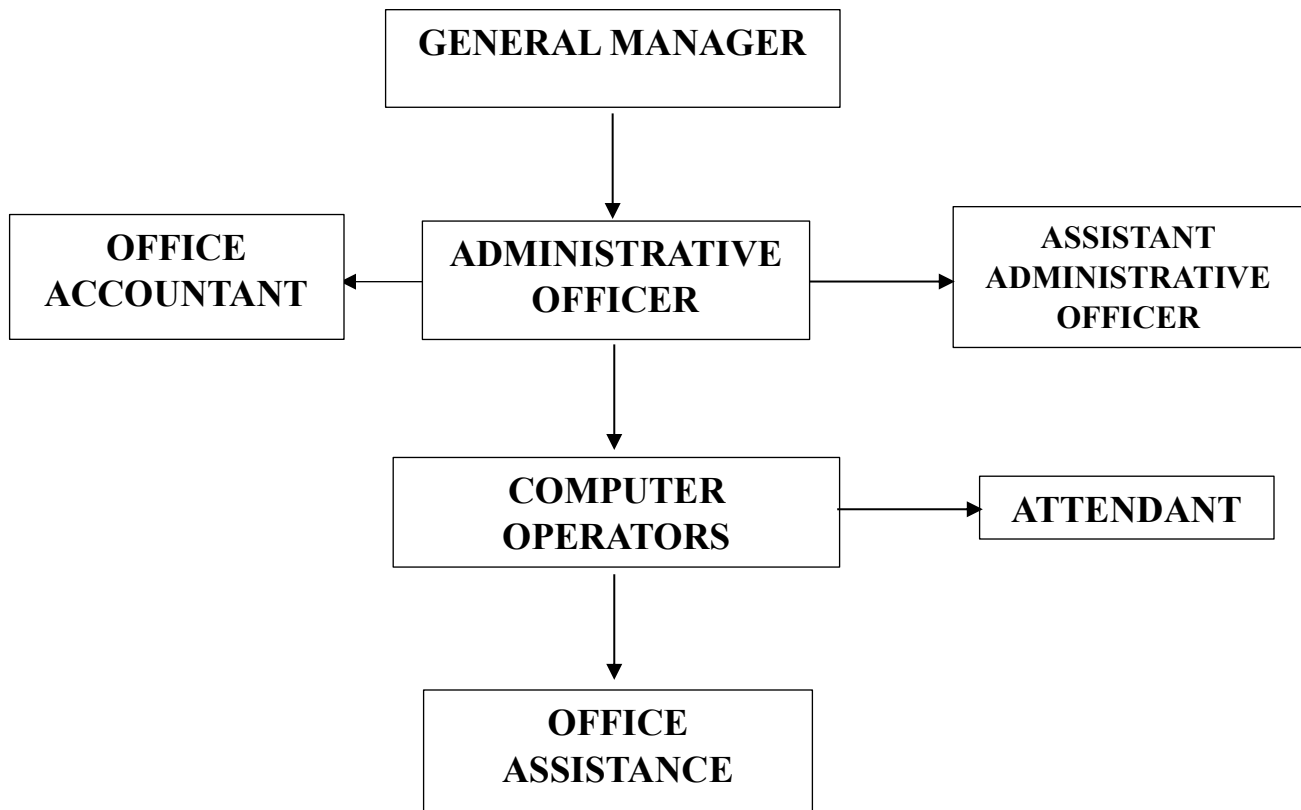 GENERAL MANAGER
OFFICE
ACCOUNTANT
ADMINISTRATIVE
OFFICER
ASSISTANT
ADMINISTRATIVE
OFFICER
COMPUTER
OPERATORS
ATTENDANT
OFFICE
ASSISTANCE